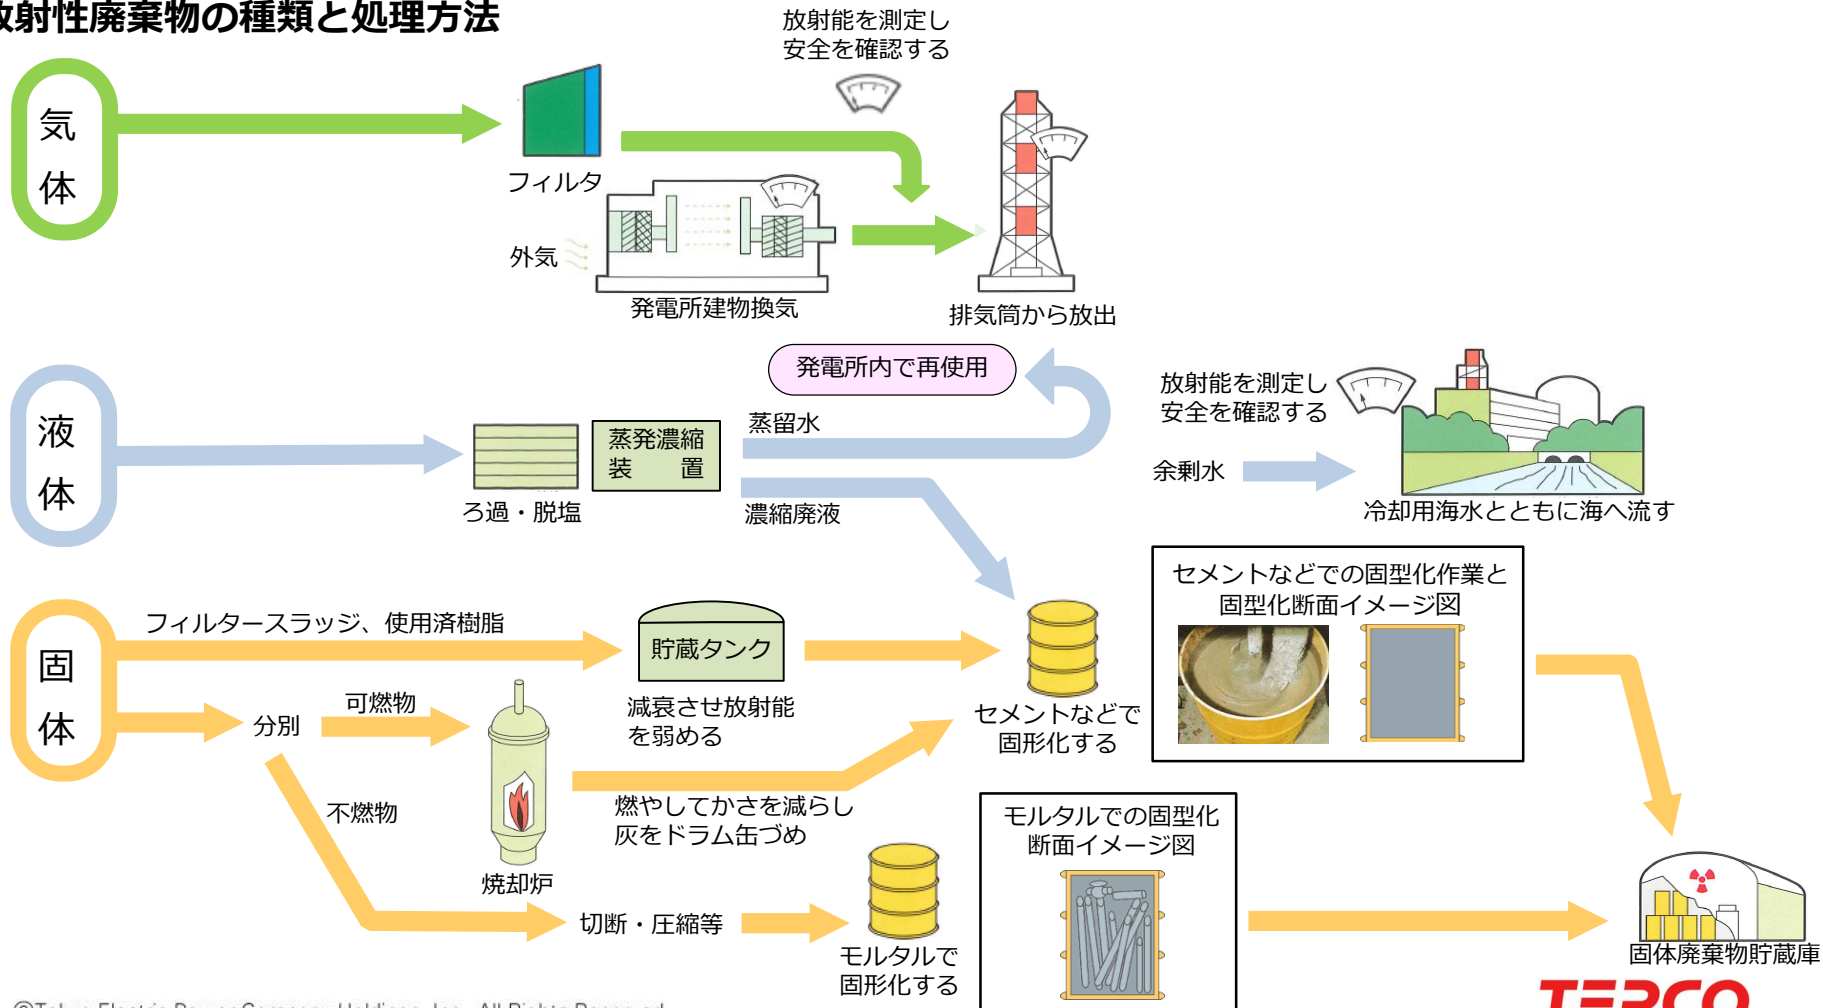 放射性廃棄物の種類と処理方法
放射能を測定し
安全を確認する
気
体
フィルタ
外気
発電所建物換気
排気筒から放出
発電所内で再使用
液
体
ろ過・脱塩
蒸発濃縮
装 置
蒸留水
濃縮廃液
放射能を測定し
安全を確認する
余剰水
冷却用海水とともに海へ流す
固
体
フィルタースラッジ、使用済樹脂
貯蔵タンク
減衰させ放射能
を弱める
セメントなどで
固形化する
セメントなどでの固型化作業と
固型化断面イメージ図
分別
可燃物
不燃物
焼却炉
燃やしてかさを減らし
灰をドラム缶づめ
切断・圧縮等
モルタルで
固形化する
モルタルでの固型化
断面イメージ図
固体廃棄物貯蔵庫
©Tokyo Electric Power Company Holdings, Inc. All Rights Reserved.
TEPCO